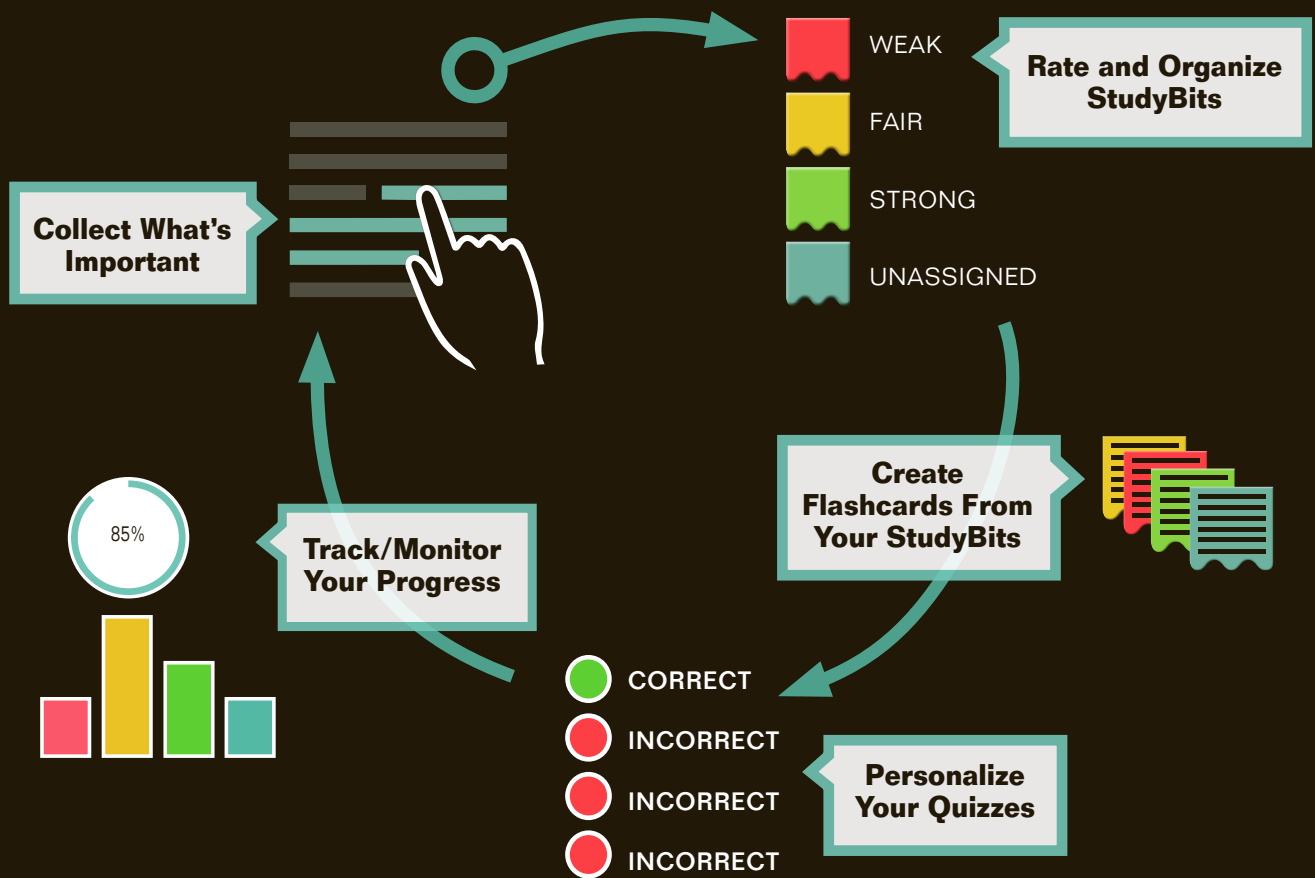 Collect What's
Important
WEAK
FAIR
STRONG
UNASSIGNED
Rate and Organize
StudyBits
Create
Flashcards From
Your StudyBits
CORRECT
INCORRECT
INCORRECT
INCORRECT
Personalize
Your Quizzes
Track/Monitor
Your Progress
85%